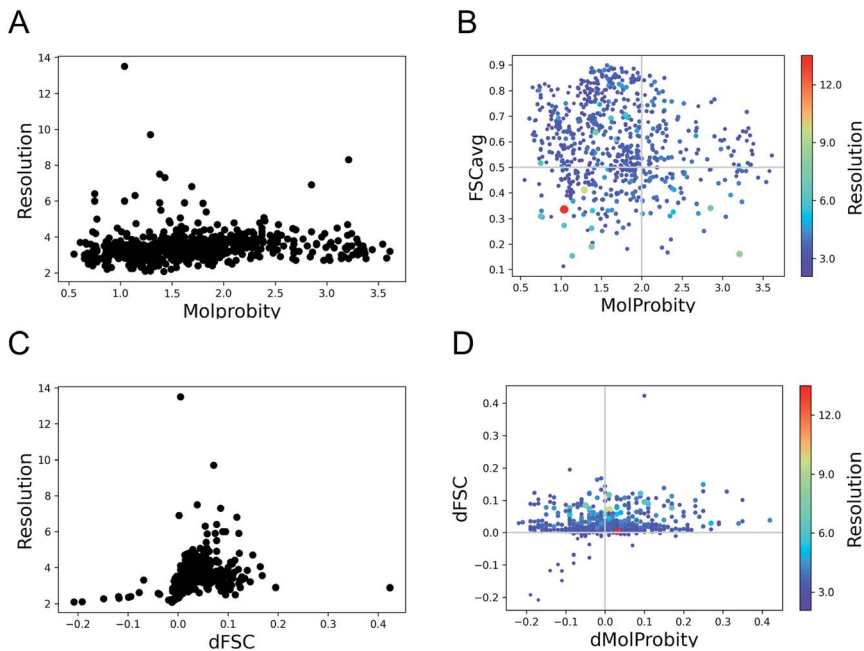 A
14
12
10
8
6
4
2
Resolution
0.5 1.0 1.5 2.0 2.5 3.0 3.5
Molprobity
B
0.9
0.8
0.7
0.6
0.5
0.4
0.3
0.2
0.1
FSCavg
0.5 1.0 1.5 2.0 2.5 3.0 3.5
MolProbity
12.0
9.0
6.0
3.0
Resolution
C
14
12
10
8
6
4
2
Resolution
−0.2 −0.1 0.0 0.1 0.2 0.3 0.4
dFSC
D
0.4
0.3
0.2
0.1
0.0
−0.1
−0.2
dFSC
−0.2 −0.1 0.0 0.1 0.2 0.3 0.4
dMolProbity
12.0
9.0
6.0
3.0
Resolution